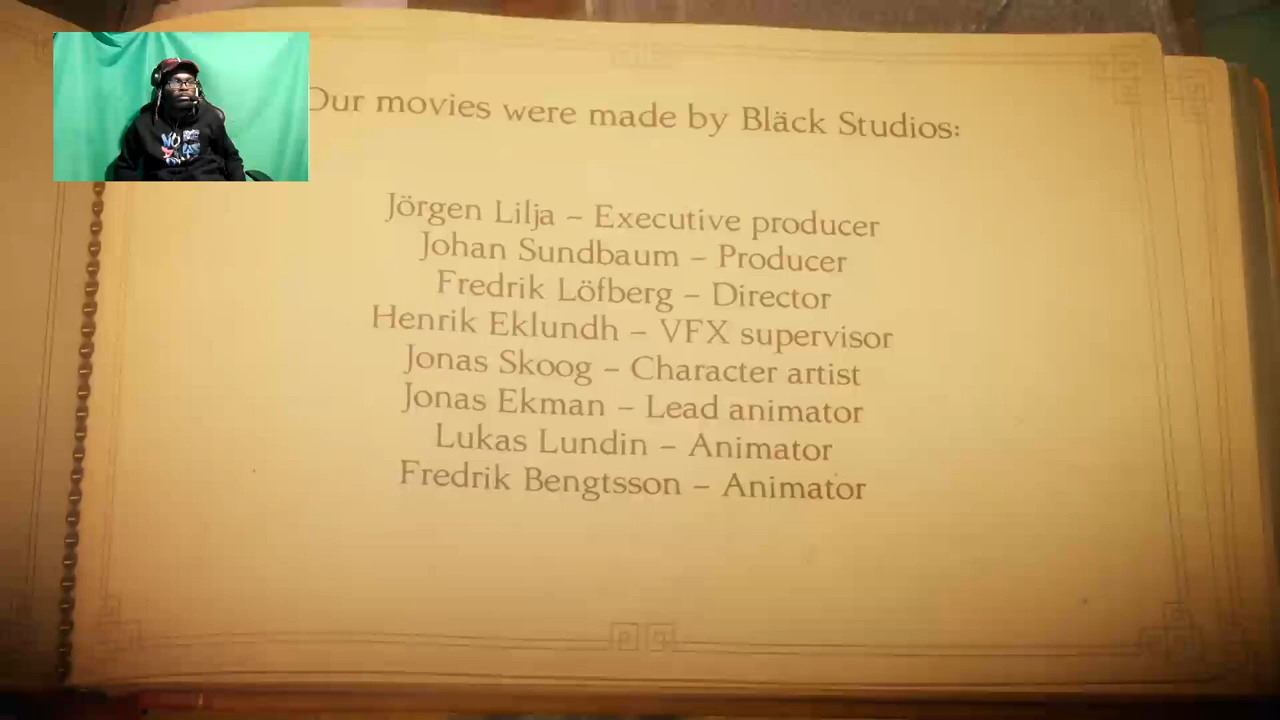 Our movies were made by Bläck Studios:
Jörgen Lilja – Executive producer
Johan Sundbaum – Producer
Fredrik Löfberg – Director
Henrik Eklundh – VFX supervisor
Jonas Skoog – Character artist
Jonas Ekman – Lead animator
Lukas Lundin – Animator
Fredrik Bengtsson – Animator